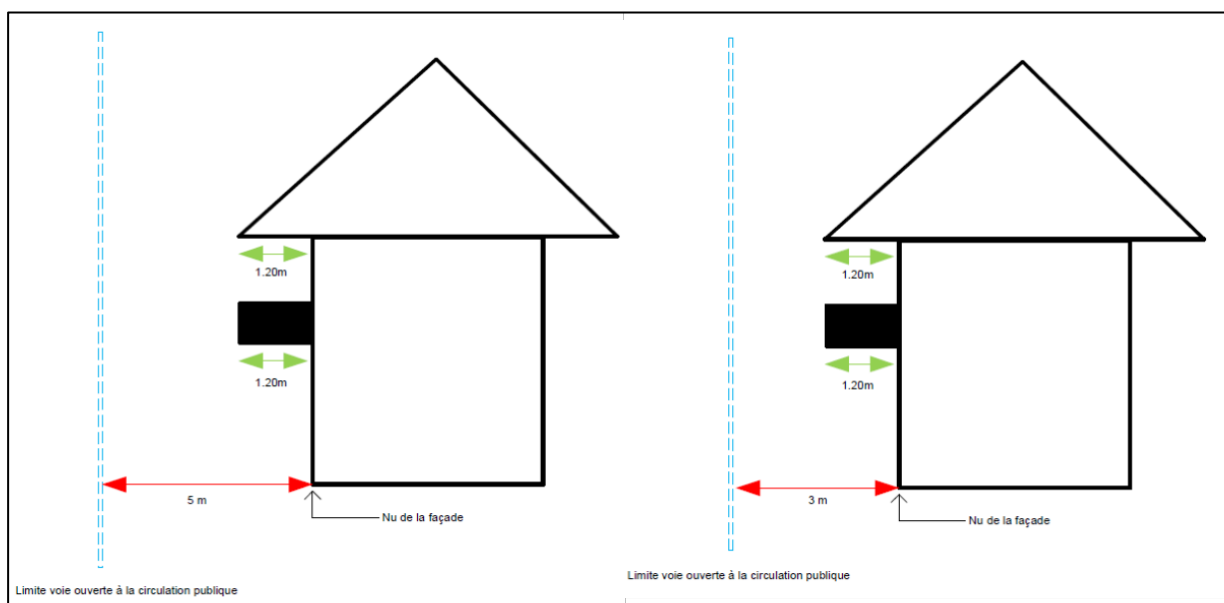 1.20m
1.20m
5 m
Nu de la façade
Limite voie ouverte à la circulation publique
1.20m
1.20m
3 m
Nu de la façade
Limite voie ouverte à la circulation publique